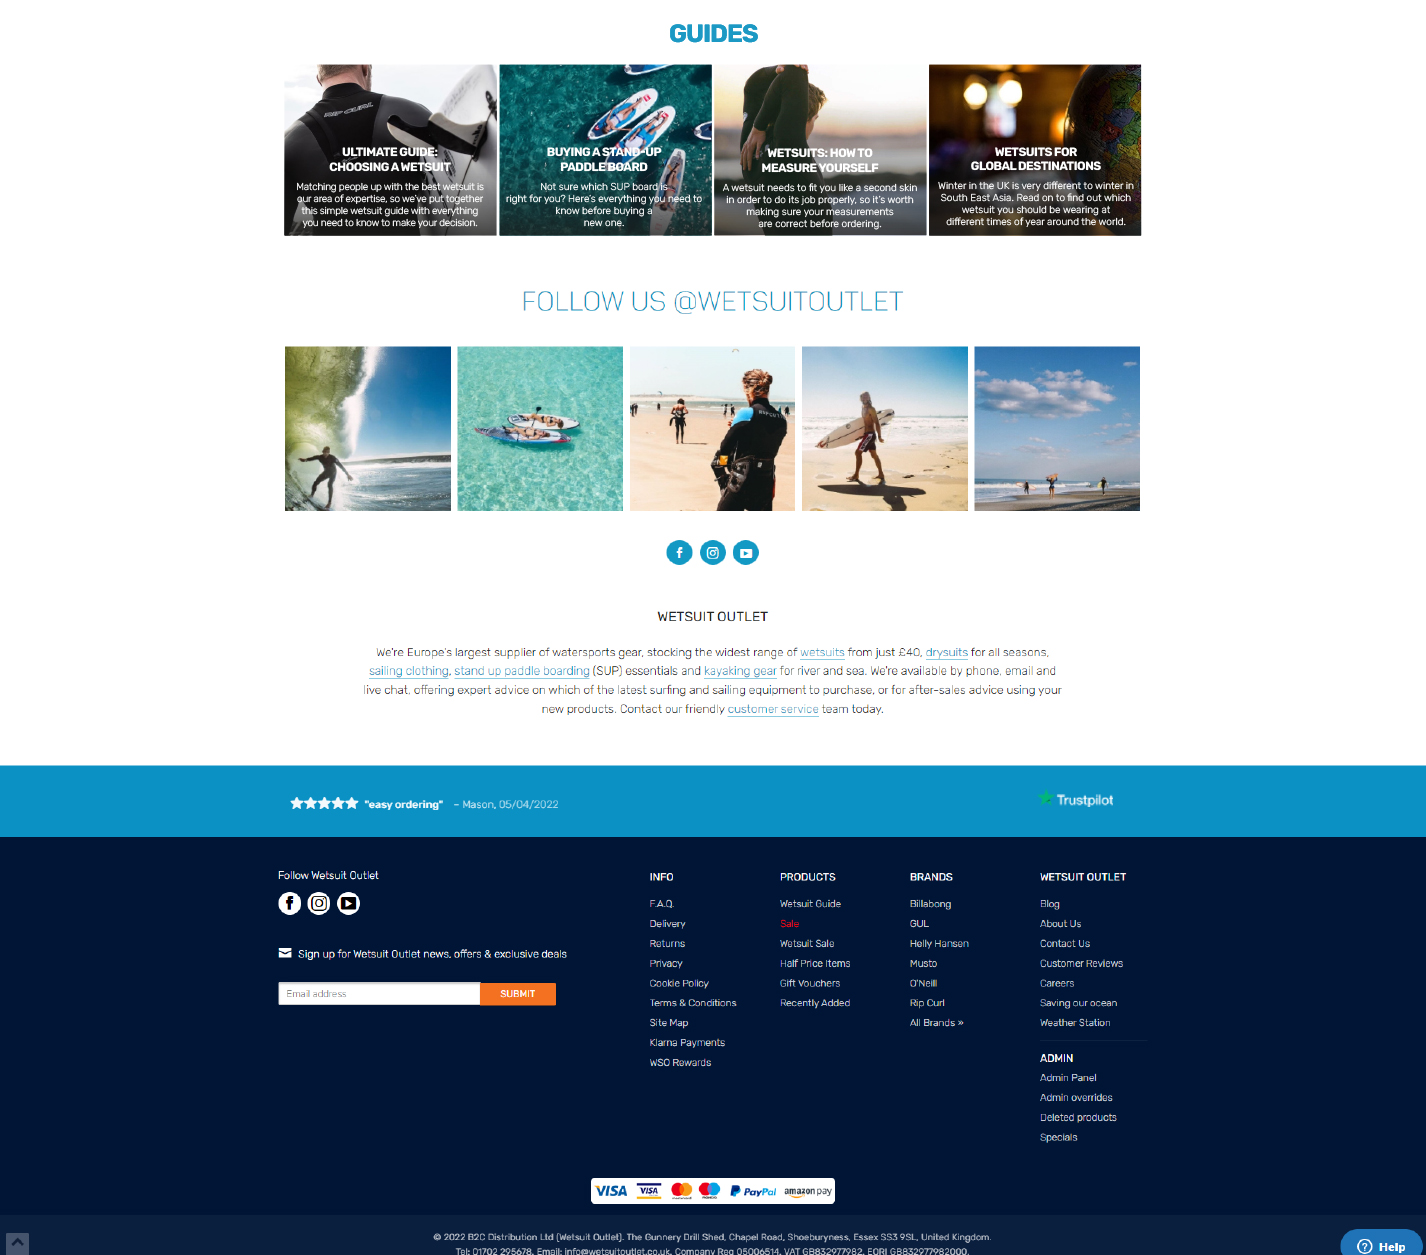 GUIDES
ULTIMATE GUIDE:
CHOOSING A WETSUIT
Matching people up with the best wetsuit is
our area of expertise, so we've put together
this simple wetsuit guide with everything
you need to know to make your decision.
BUYING A STAND-UP
PADDLE BOARD
Not sure which SUP board is
right for you? Here's everything you need to
know before buying a
new one.
WETSUITS: HOW TO
MEASURE YOURSELF
A wetsuit needs to fit you like a second skin
in order to do its job properly, so it's worth
making sure your measurements
are correct before ordering.
WETSUITS FOR
GLOBAL DESTINATIONS
Winter in the UK is very different to winter in
South East Asia. Read on to find out which
wetsuit you should be wearing at
different times of year around the world.
RIP CURL
FOLLOW US @WETSUITOUTLET
RIP CURL
WETSUIT OUTLET
We're Europe's largest supplier of watersports gear, stocking the widest range of wetsuits from just £40, drysuits for all seasons,
sailing clothing, stand up paddle boarding (SUP) essentials and kayaking gear for river and sea. We're available by phone, email and
live chat, offering expert advice on which of the latest surfing and sailing equipment to purchase, or for after-sales advice using your
new products. Contact our friendly customer service team today.
"easy ordering" – Mason, 05/04/2022
Trustpilot
Follow Wetsuit Outlet
Sign up for Wetsuit Outlet news, offers & exclusive deals
Email address
SUBMIT
INFO
F.A.Q.
Delivery
Returns
Privacy
Cookie Policy
Terms & Conditions
Site Map
Klarna Payments
WSO Rewards
PRODUCTS
Wetsuit Guide
Sale
Wetsuit Sale
Half Price Items
Gift Vouchers
Recently Added
BRANDS
Billabong
GUL
Helly Hansen
Musto
O'Neill
Rip Curl
All Brands »
WETSUIT OUTLET
Blog
About Us
Contact Us
Customer Reviews
Careers
Saving our ocean
Weather Station
ADMIN
Admin Panel
Admin overrides
Deleted products
Specials
VISA VISA PayPal amazon pay
© 2022 B2C Distribution Ltd (Wetsuit Outlet). The Gunnery Drill Shed, Chapel Road, Shoeburyness, Essex SS3 9SL, United Kingdom.
Tel: 01702 295678, Email: info@wetsuitoutlet.co.uk, Company Reg 05006514, VAT GB832977982, EORI GB832977982000.
Help